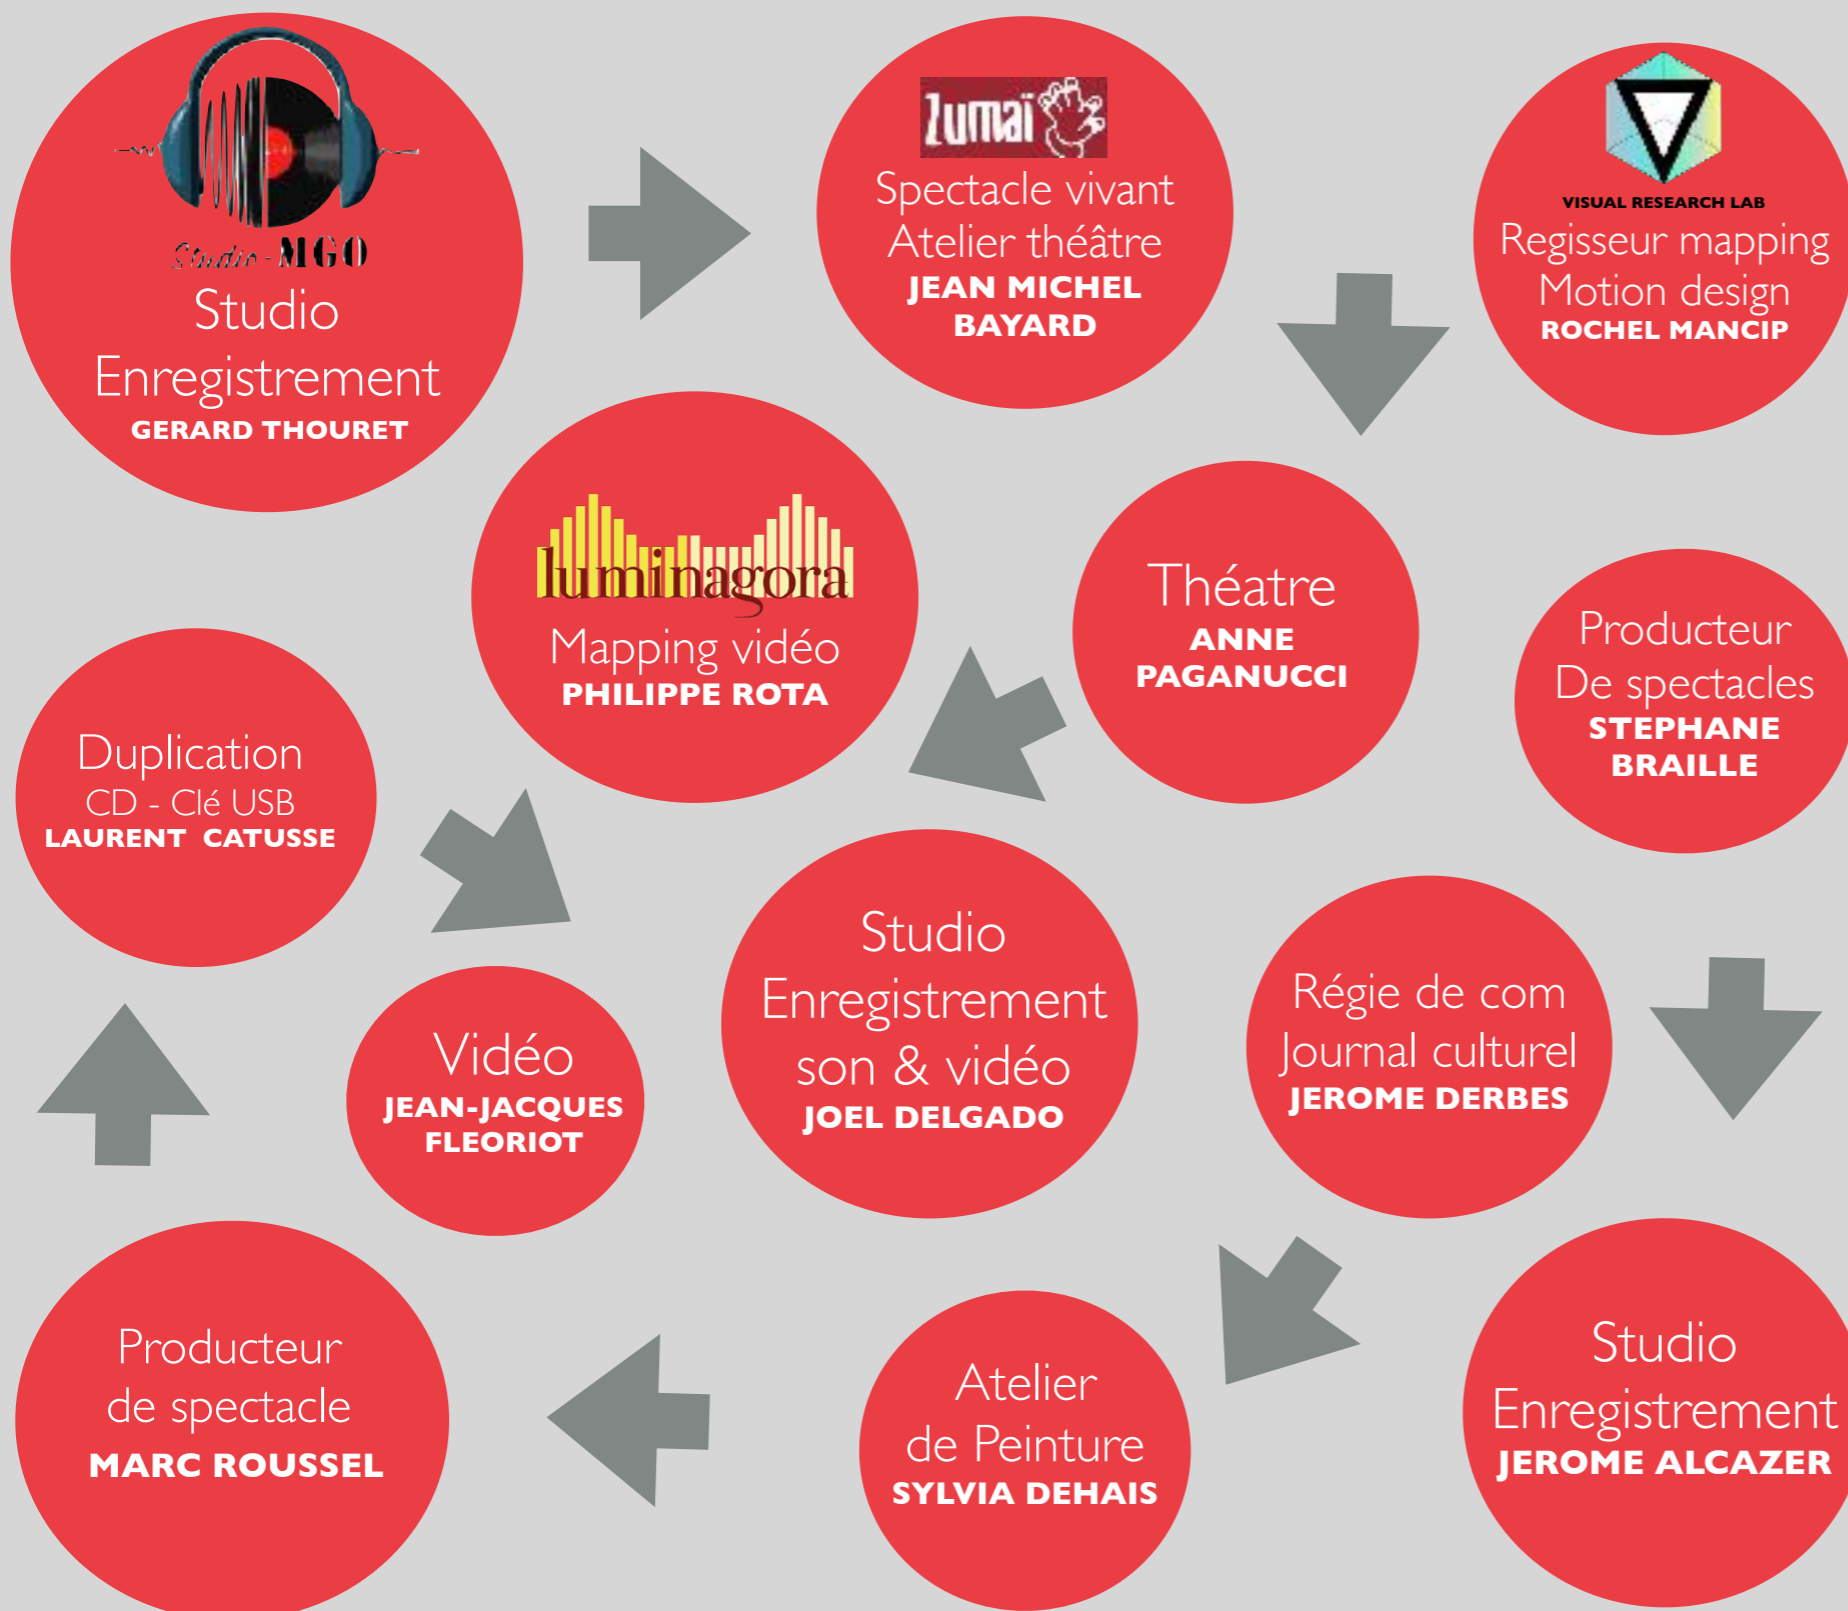 Studio-MGO
Studio
Enregistrement
GERARD THOURET
Zumaï
Spectacle vivant
Atelier théâtre
JEAN MICHEL
BAYARD
VISUAL RESEARCH LAB
Regisseur mapping
Motion design
ROCHEL MANCIP
luminagora
Mapping vidéo
PHILIPPE ROTA
Théatre
ANNE
PAGANUCCI
Producteur
De spectacles
STEPHANE
BRAILLE
Duplication
CD - Clé USB
LAURENT CATUSSE
Vidéo
JEAN-JACQUES
FLEORIOT
Studio
Enregistrement
son & vidéo
JOEL DELGADO
Régie de com
Journal culturel
JEROME DERBES
Producteur
de spectacle
MARC ROUSSEL
Atelier
de Peinture
SYLVIA DEHAIS
Studio
Enregistrement
JEROME ALCAZER